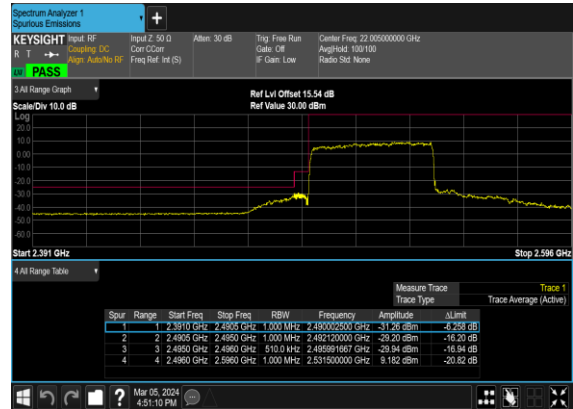 Spectrum Analyzer 1
Spurious Emissions
+
KEYSIGHT Input: RF Input Z: 50 Ω Atten: 30 dB Trig: Free Run Center Freq: 22.005000000 GHz
R T Coupling: DC Corr CCorr Gate: Off Avg|Hold: 100/100
Align: Auto/No RF Freq Ref: Int (S) IF Gain: Low Radio Std: None
LW PASS
3 All Range Graph
Ref Lvl Offset 15.54 dB
Scale/Div 10.0 dB Ref Value 30.00 dBm
Log
20.0
10.0
0.00
-10.0
-20.0
-30.0
-40.0
-50.0
-60.0
Start 2.391 GHz Stop 2.596 GHz
4 All Range Table
Measure Trace Trace 1
Trace Type Trace Average (Active)
Spur Range Start Freq Stop Freq RBW Frequency Amplitude ΔLimit
1 1 2.3910 GHz 2.4905 GHz 1.000 MHz 2.490002500 GHz -31.26 dBm -6.258 dB
2 2 2.4905 GHz 2.4950 GHz 1.000 MHz 2.492120000 GHz -29.20 dBm -16.20 dB
3 3 2.4950 GHz 2.4960 GHz 510.0 kHz 2.495991667 GHz -29.94 dBm -16.94 dB
4 4 2.4960 GHz 2.5960 GHz 1.000 MHz 2.531500000 GHz 9.182 dBm -20.82 dB
? Mar 05, 2024
4:51:10 PM